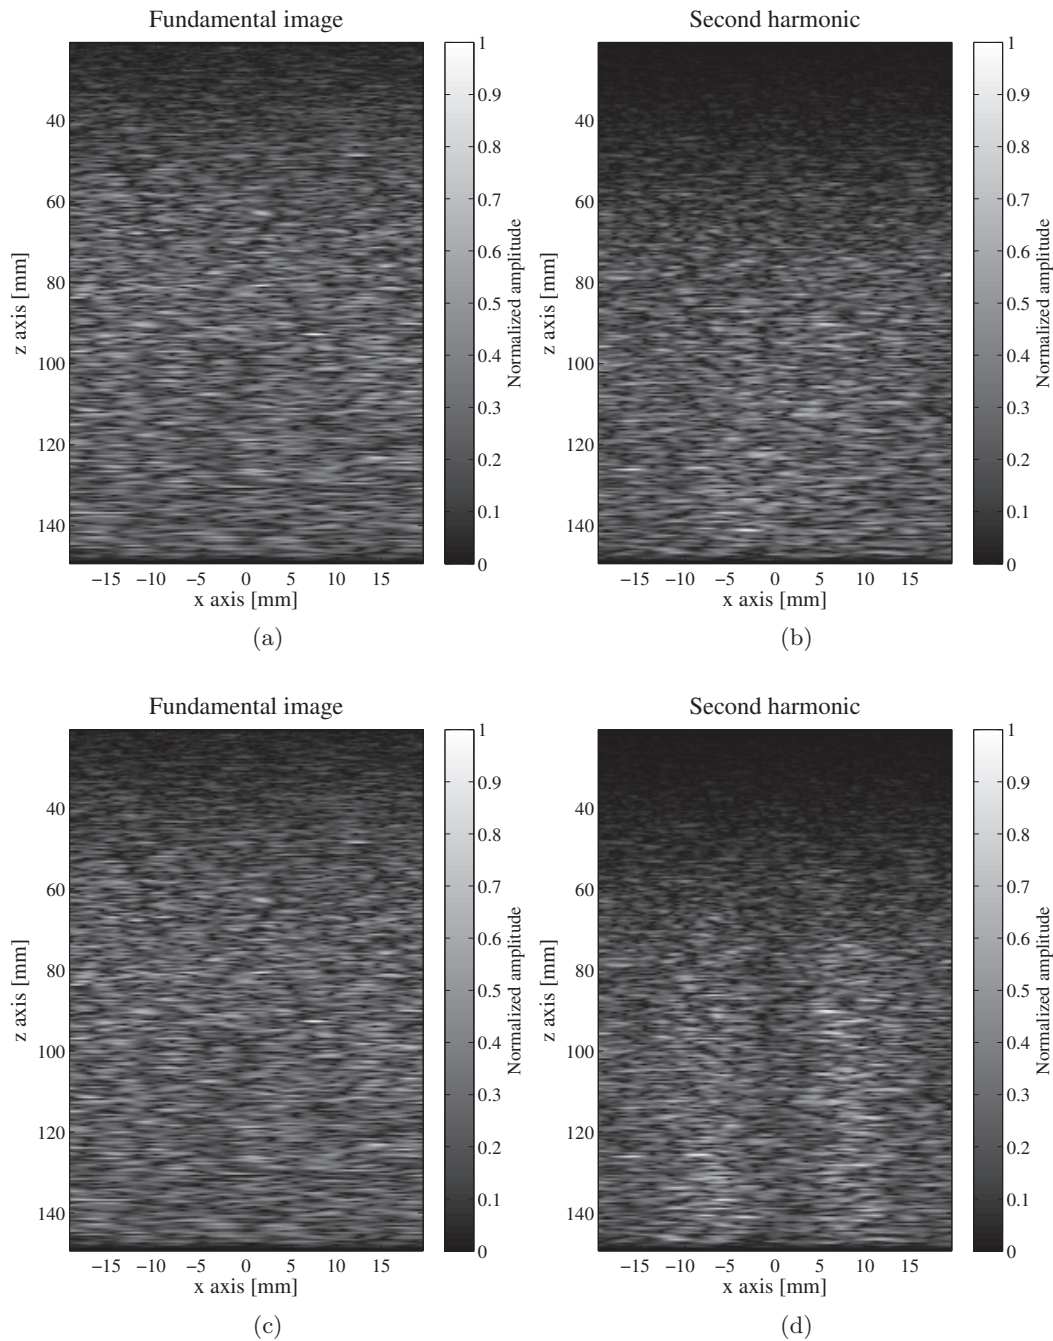 Fundamental image
Second harmonic
1
0.9
0.8
0.7
0.6
0.5
0.4
0.3
0.2
0.1
0
Normalized amplitude
40
60
80
100
120
140
z axis [mm]
−15 −10 −5 0 5 10 15
x axis [mm]
(a)
1
0.9
0.8
0.7
0.6
0.5
0.4
0.3
0.2
0.1
0
Normalized amplitude
40
60
80
100
120
140
z axis [mm]
−15 −10 −5 0 5 10 15
x axis [mm]
(b)
Fundamental image
Second harmonic
1
0.9
0.8
0.7
0.6
0.5
0.4
0.3
0.2
0.1
0
Normalized amplitude
40
60
80
100
120
140
z axis [mm]
−15 −10 −5 0 5 10 15
x axis [mm]
(c)
1
0.9
0.8
0.7
0.6
0.5
0.4
0.3
0.2
0.1
0
Normalized amplitude
40
60
80
100
120
140
z axis [mm]
−15 −10 −5 0 5 10 15
x axis [mm]
(d)